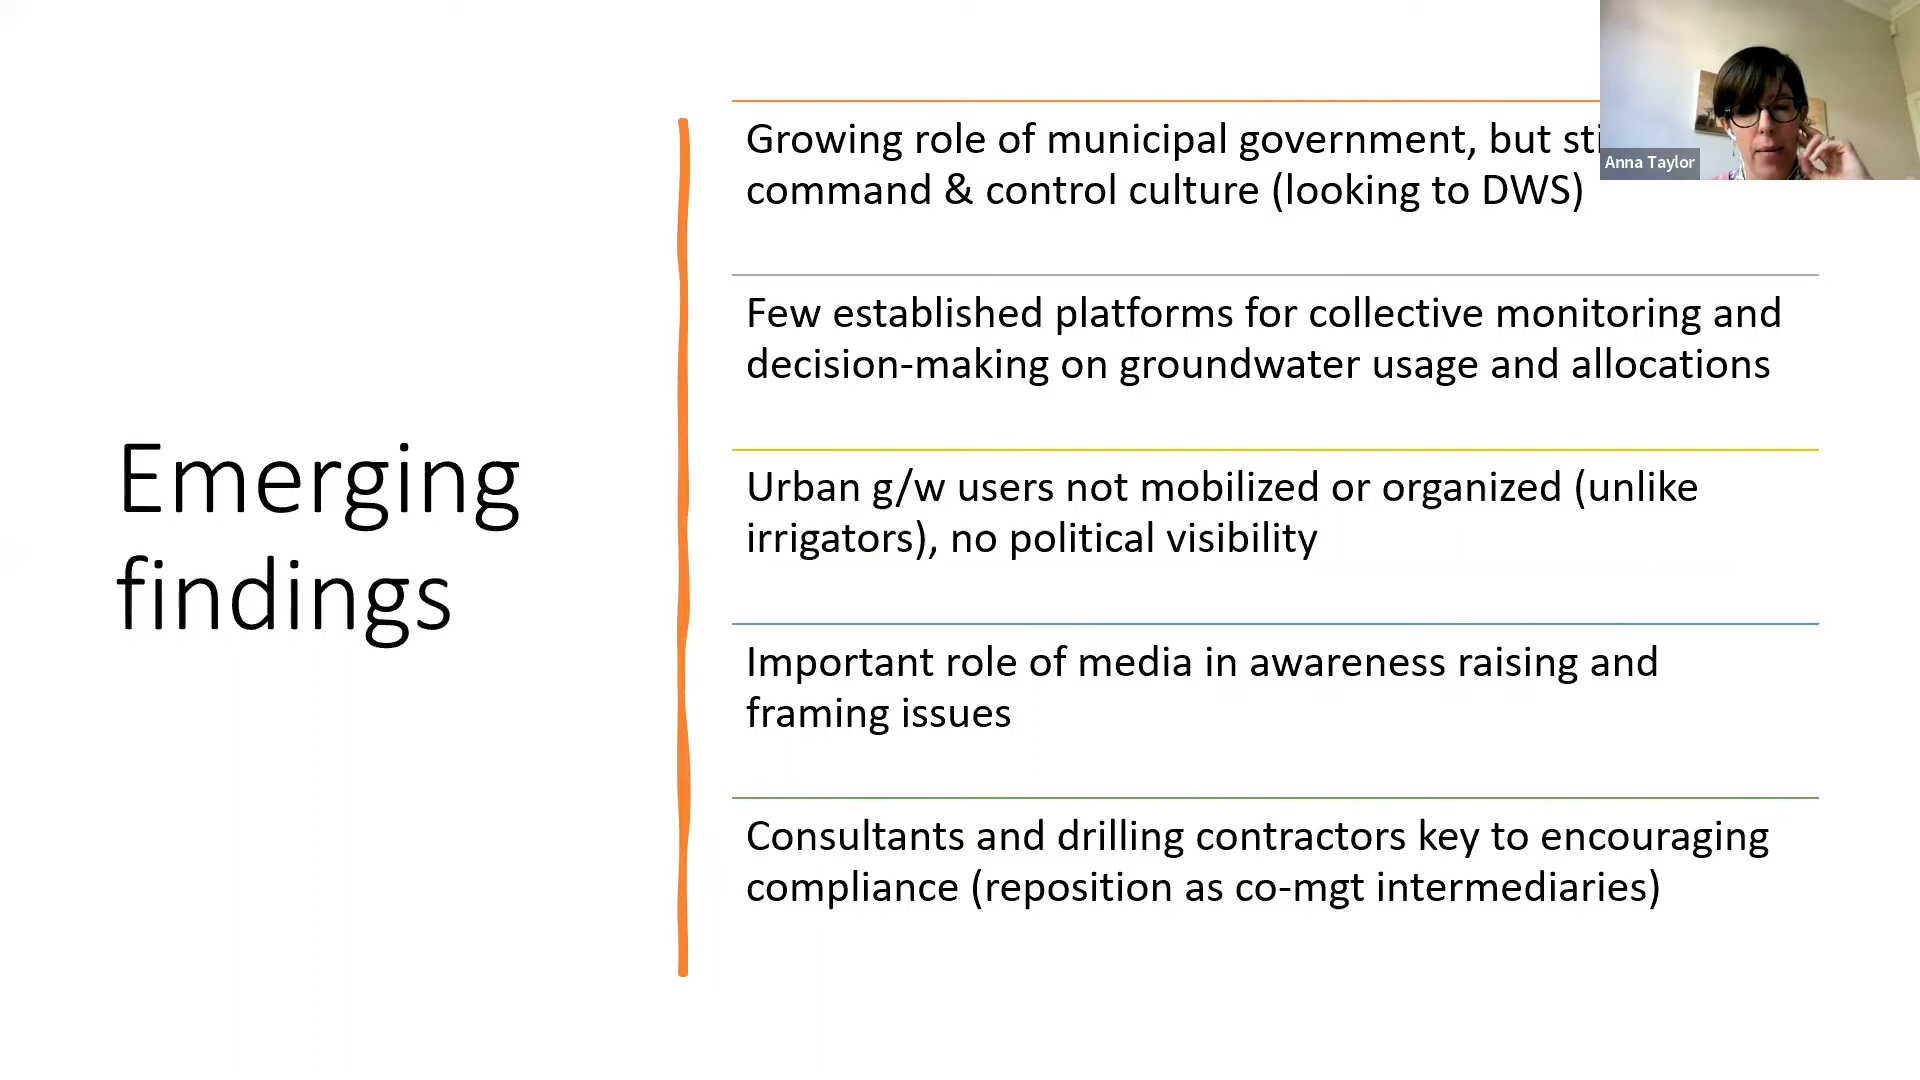 Emerging
findings
Growing role of municipal government, but
command & control culture (looking to DWS)
Few established platforms for collective monitoring and
decision-making on groundwater usage and allocations
Urban g/w users not mobilized or organized (unlike
irrigators), no political visibility
Important role of media in awareness raising and
framing issues
Consultants and drilling contractors key to encouraging
compliance (reposition as co-mgt intermediaries)
Anna Taylor